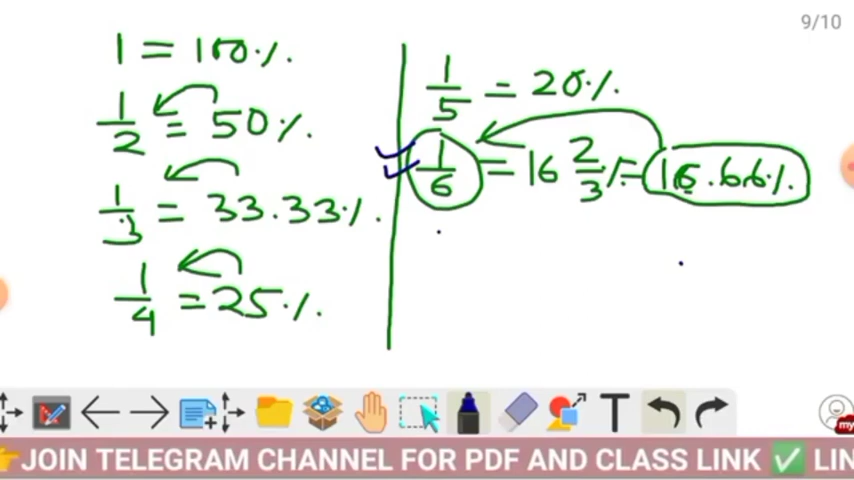 9/10
1 = 100%.
1/2 = 50%.
1/3 = 33.33%.
1/4 = 25%.
1/5 = 20%.
1/6 = 16 2/3% = 16.66%.
T
my
👉JOIN TELEGRAM CHANNEL FOR PDF AND CLASS LINK ✅ LIN